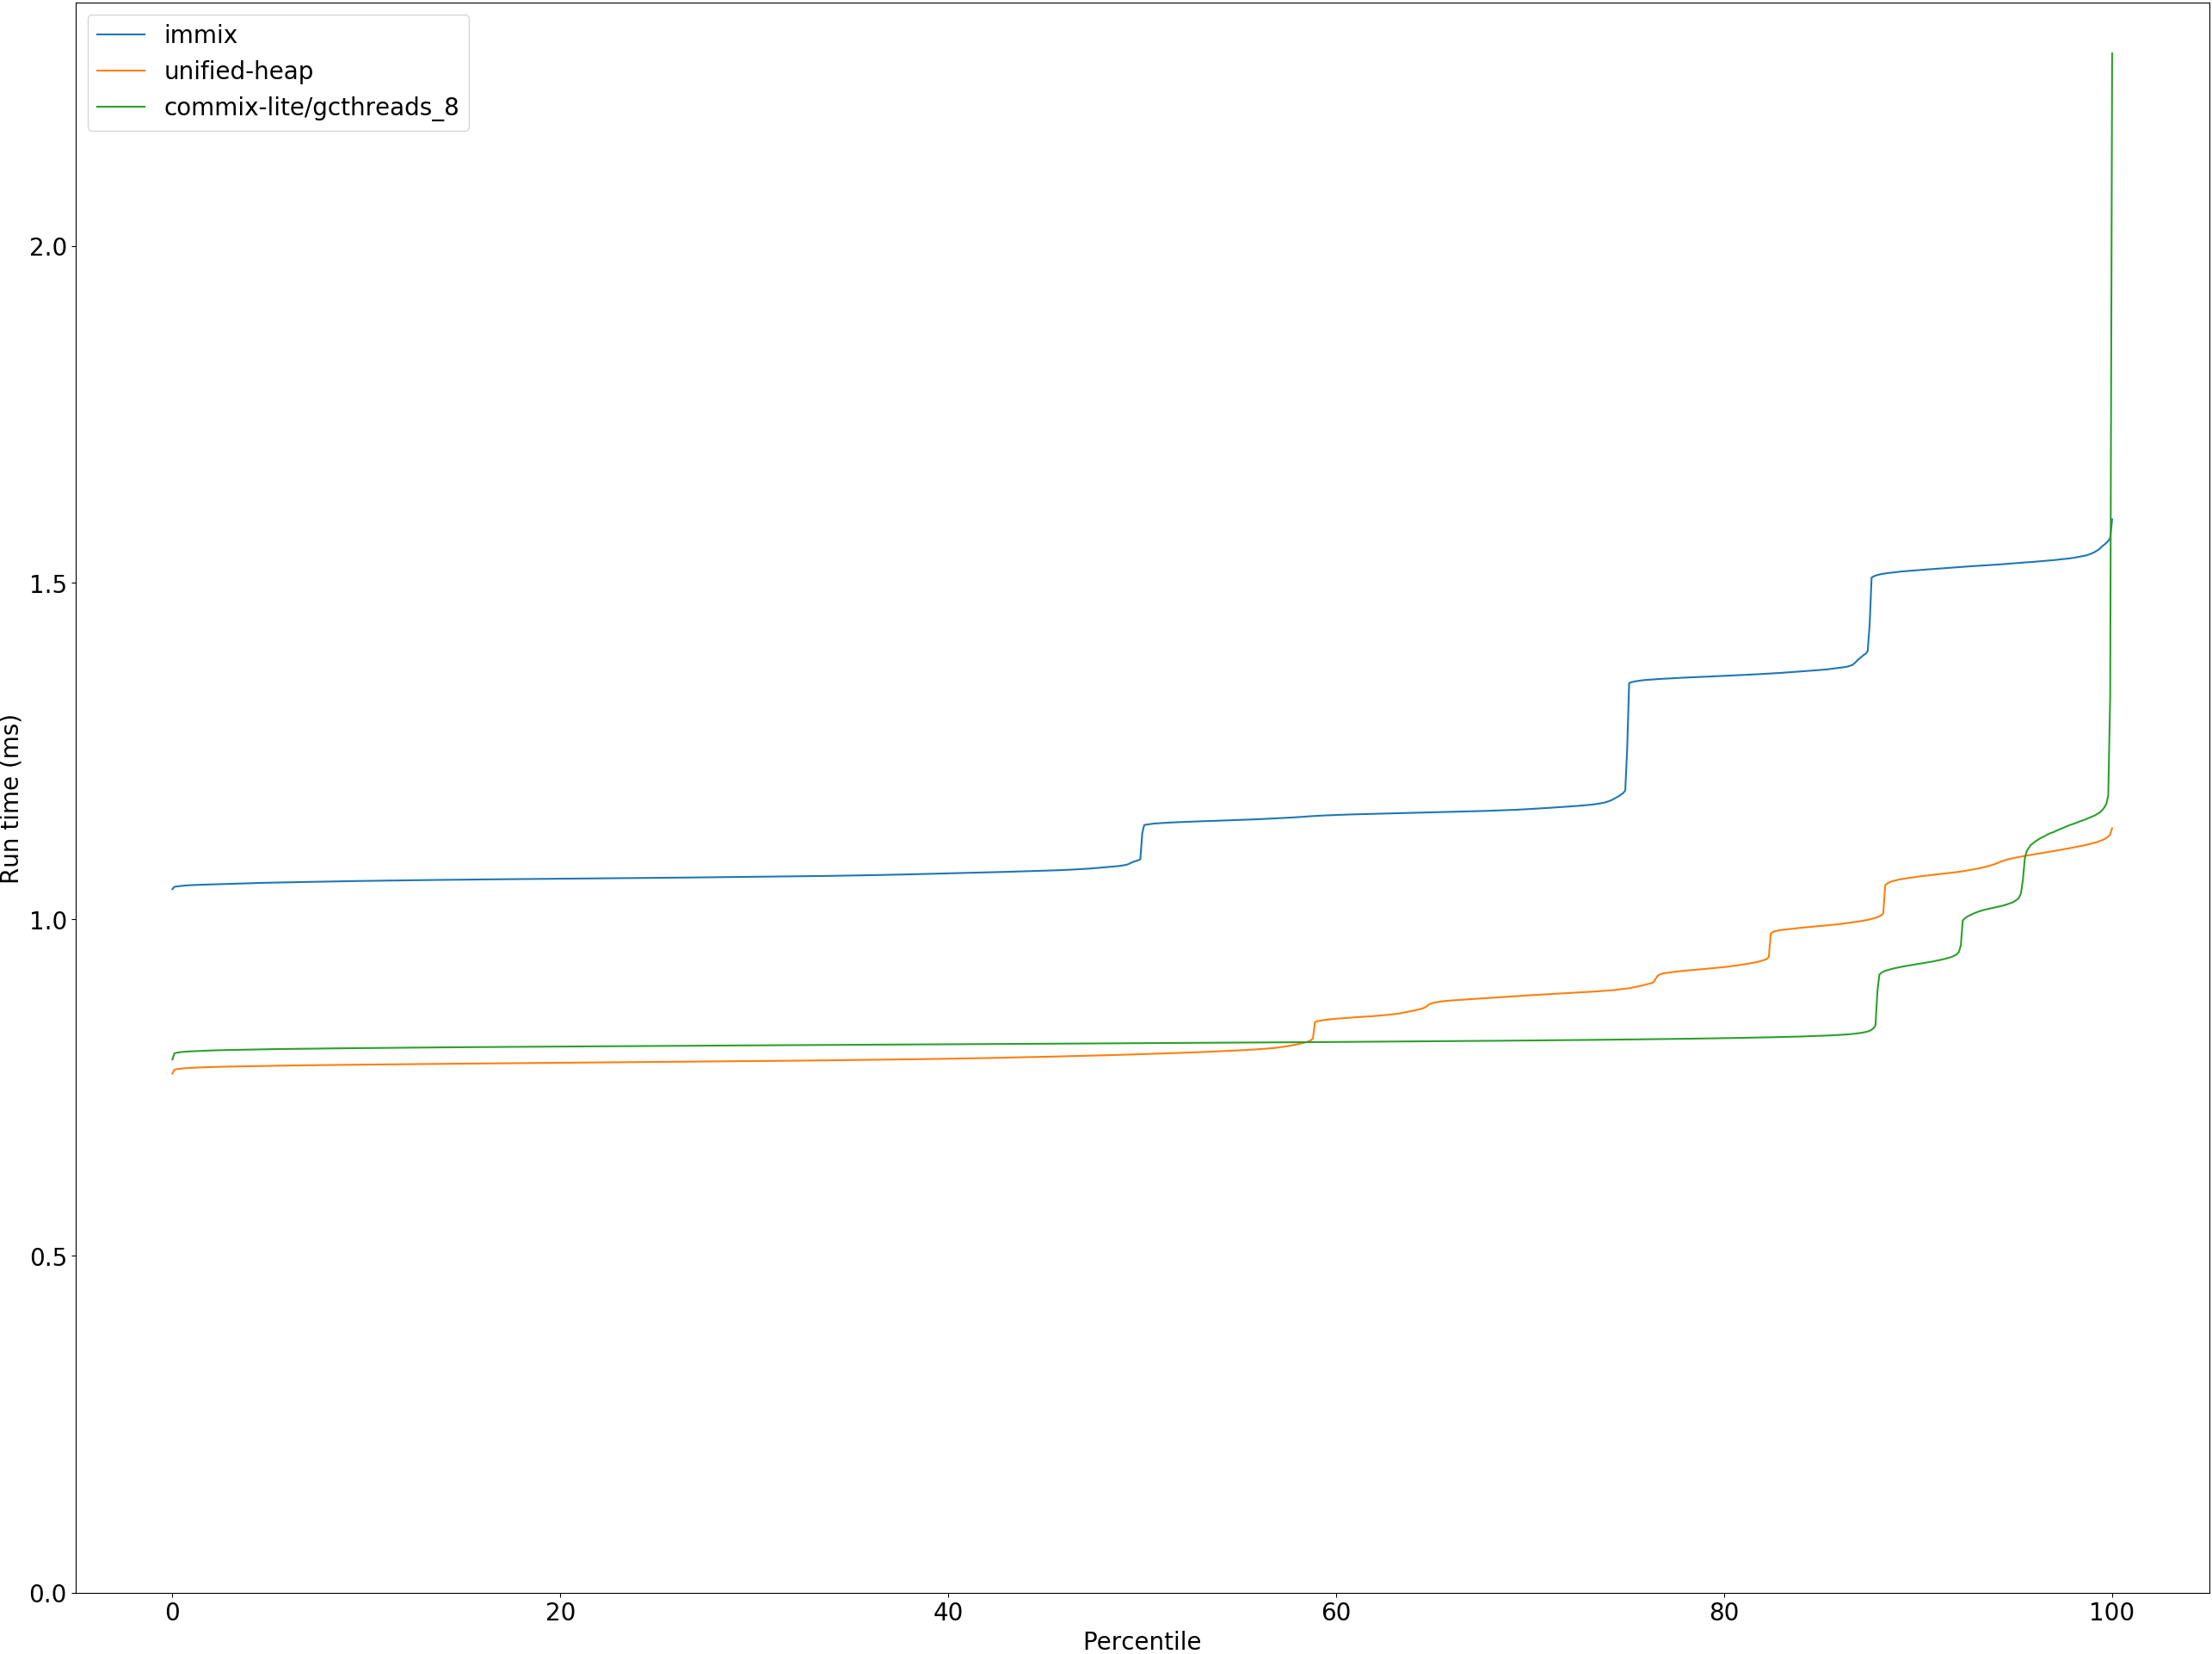 immix
unified-heap
commix-lite/gcthreads_8
Run time (ms)
2.0
1.5
1.0
0.5
0.0
0 20 40 60 80 100
Percentile